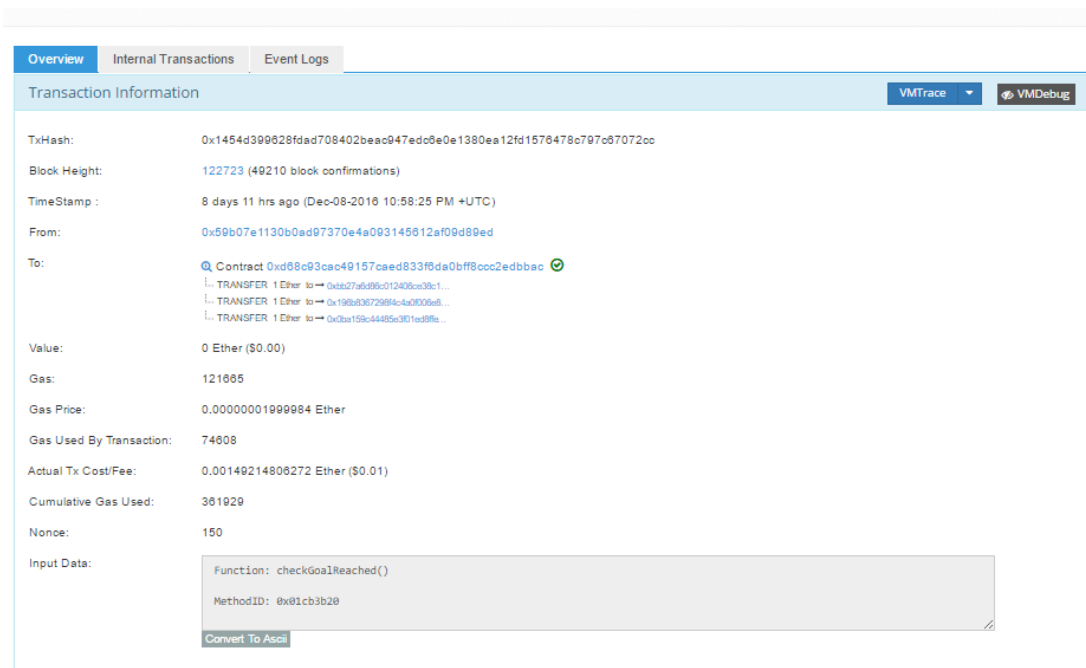 Overview Internal Transactions Event Logs
Transaction Information VMTrace VMDebug
TxHash: 0x1454d399628fdad708402beac947edc6e0e1380ea12fd1576478c797c67072cc
Block Height: 122723 (49210 block confirmations)
TimeStamp : 8 days 11 hrs ago (Dec-08-2016 10:58:25 PM +UTC)
From: 0x59b07e1130b0ad97370e4a093145612af09d89ed
To: Contract 0xd68c93cac49157caed833f6da0bff8ccc2edbbac
TRANSFER 1 Ether to → 0xbb27a6d86c012406ce38c1...
TRANSFER 1 Ether to → 0x196b8367298f4c4a0f006e8...
TRANSFER 1 Ether to → 0x0ba159c44485e3f01ed8ffe...
Value: 0 Ether ($0.00)
Gas: 121665
Gas Price: 0.00000001999984 Ether
Gas Used By Transaction: 74608
Actual Tx Cost/Fee: 0.00149214806272 Ether ($0.01)
Cumulative Gas Used: 361929
Nonce: 150
Input Data: Function: checkGoalReached()
MethodID: 0x01cb3b20
Convert To Ascii